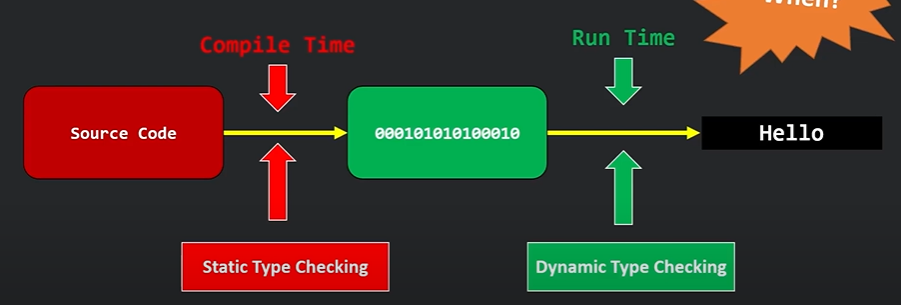 When?
Compile Time
Run Time
Source Code
000101010100010
Hello
Static Type Checking
Dynamic Type Checking